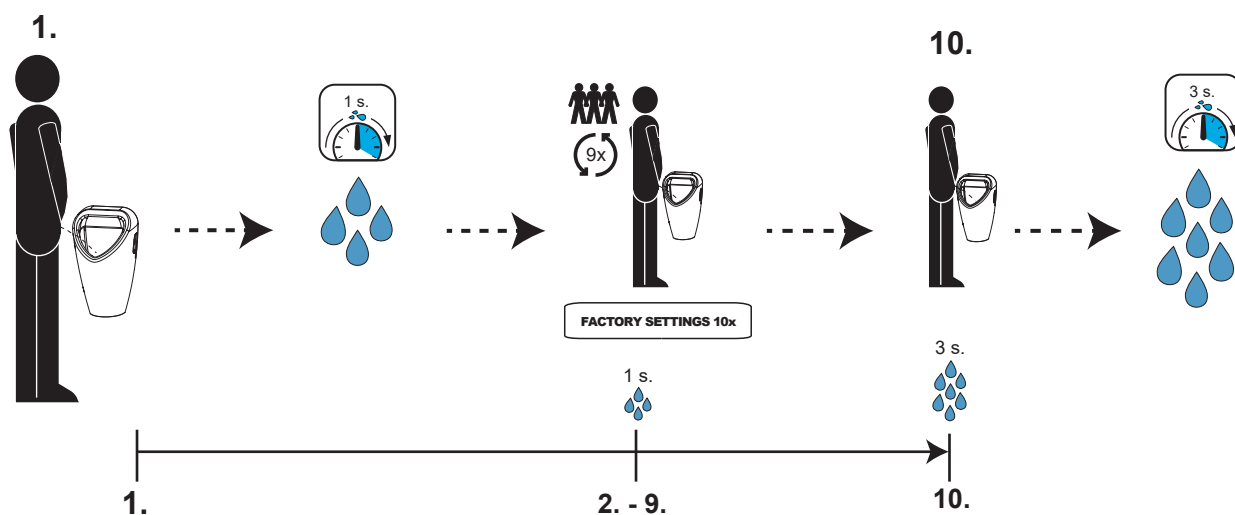 1.
10.
1 s.
3 s.
9x
FACTORY SETTINGS 10x
1 s.
3 s.
1.
2. - 9.
10.